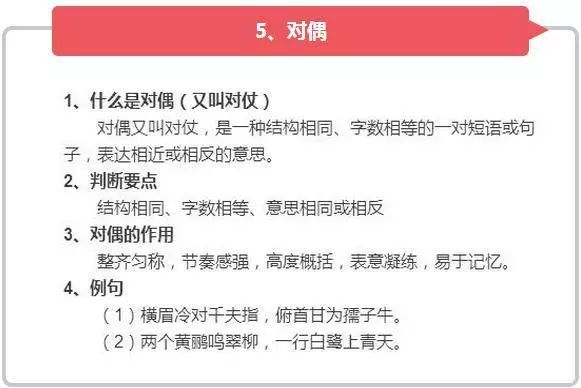 5、对偶
1、什么是对偶（又叫对仗）
对偶又叫对仗，是一种结构相同、字数相等的一对短语或句
子，表达相近或相反的意思。
2、判断要点
结构相同、字数相等、意思相同或相反
3、对偶的作用
整齐匀称，节奏感强，高度概括，表意凝练，易于记忆。
4、例句
（1）横眉冷对千夫指，俯首甘为孺子牛。
（2）两个黄鹂鸣翠柳，一行白鹭上青天。